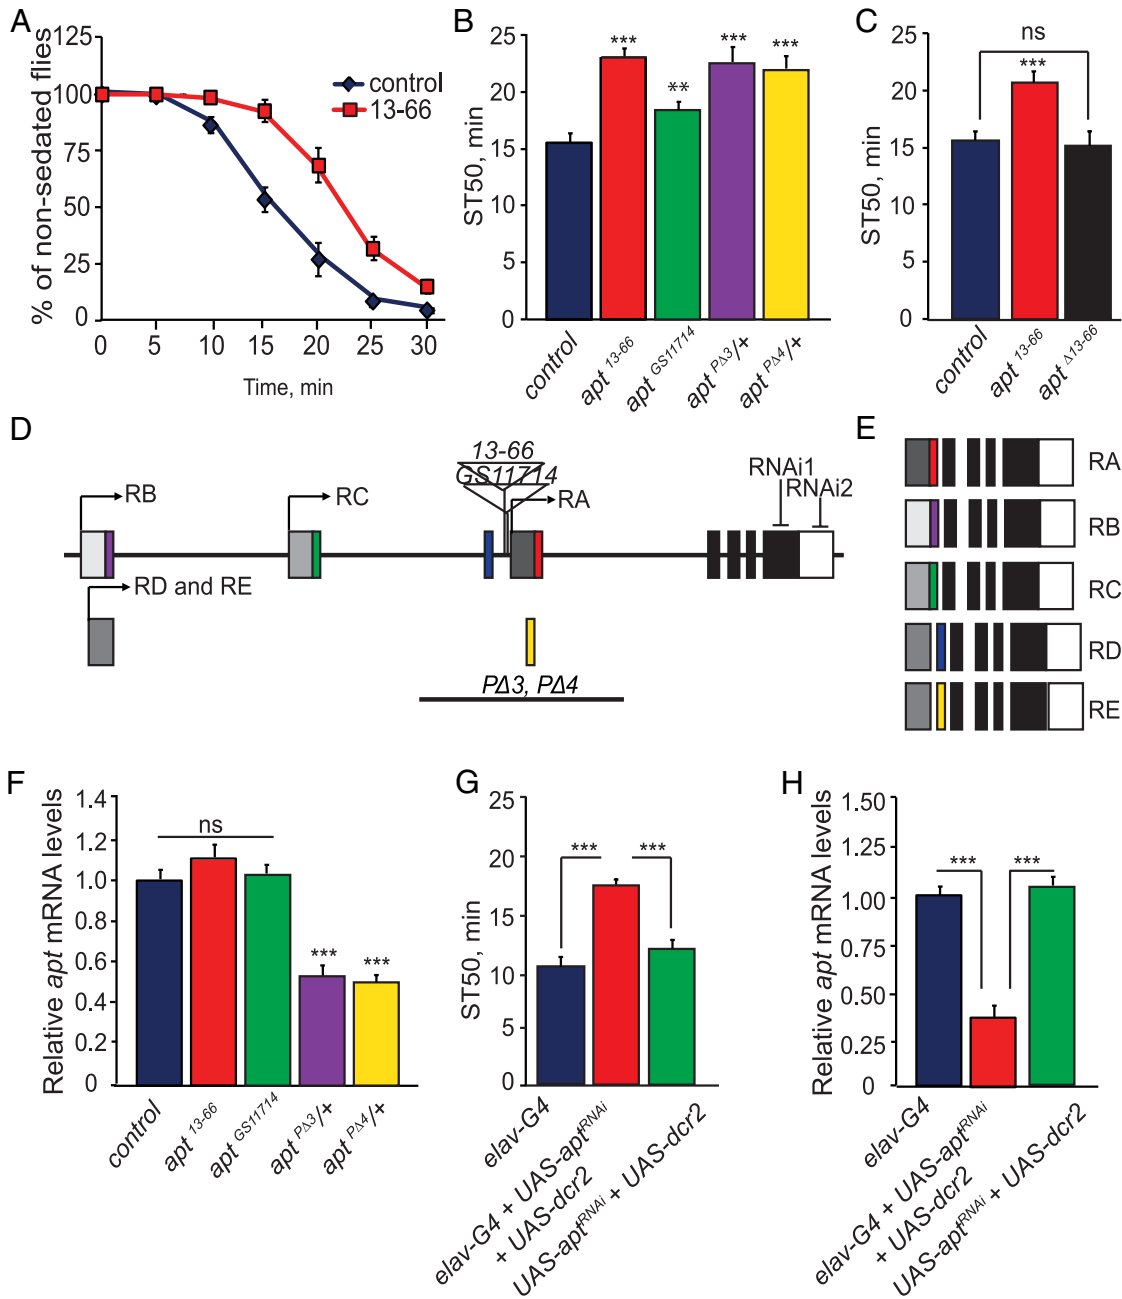 A
% of non-sedated flies
125
100
75
50
25
0
control
13-66
0 5 10 15 20 25 30
Time, min
B
ST50, min
25
20
15
10
5
0
*** ** *** ***
control
apt 13-66
apt GS11714
apt PΔ3/+
apt PΔ4/+
C
ST50, min
25
20
15
10
5
0
ns
***
control
apt 13-66
apt Δ13-66
D
13-66
GS11714
RB
RC
RA
RNAi1
RNAi2
RD and RE
PΔ3, PΔ4
E
RA
RB
RC
RD
RE
F
Relative apt mRNA levels
1.4
1.2
1.0
0.8
0.6
0.4
0.2
0
ns
*** ***
control
apt 13-66
apt GS11714
apt PΔ3/+
apt PΔ4/+
G
ST50, min
25
20
15
10
5
0
*** ***
elav-G4
elav-G4 + UAS-aptRNAi
+ UAS-dcr2
UAS-aptRNAi + UAS-dcr2
H
Relative apt mRNA levels
1.50
1.25
1.00
0.75
0.50
0.25
0
*** ***
elav-G4
elav-G4 + UAS-aptRNAi
+ UAS-dcr2
UAS-aptRNAi + UAS-dcr2